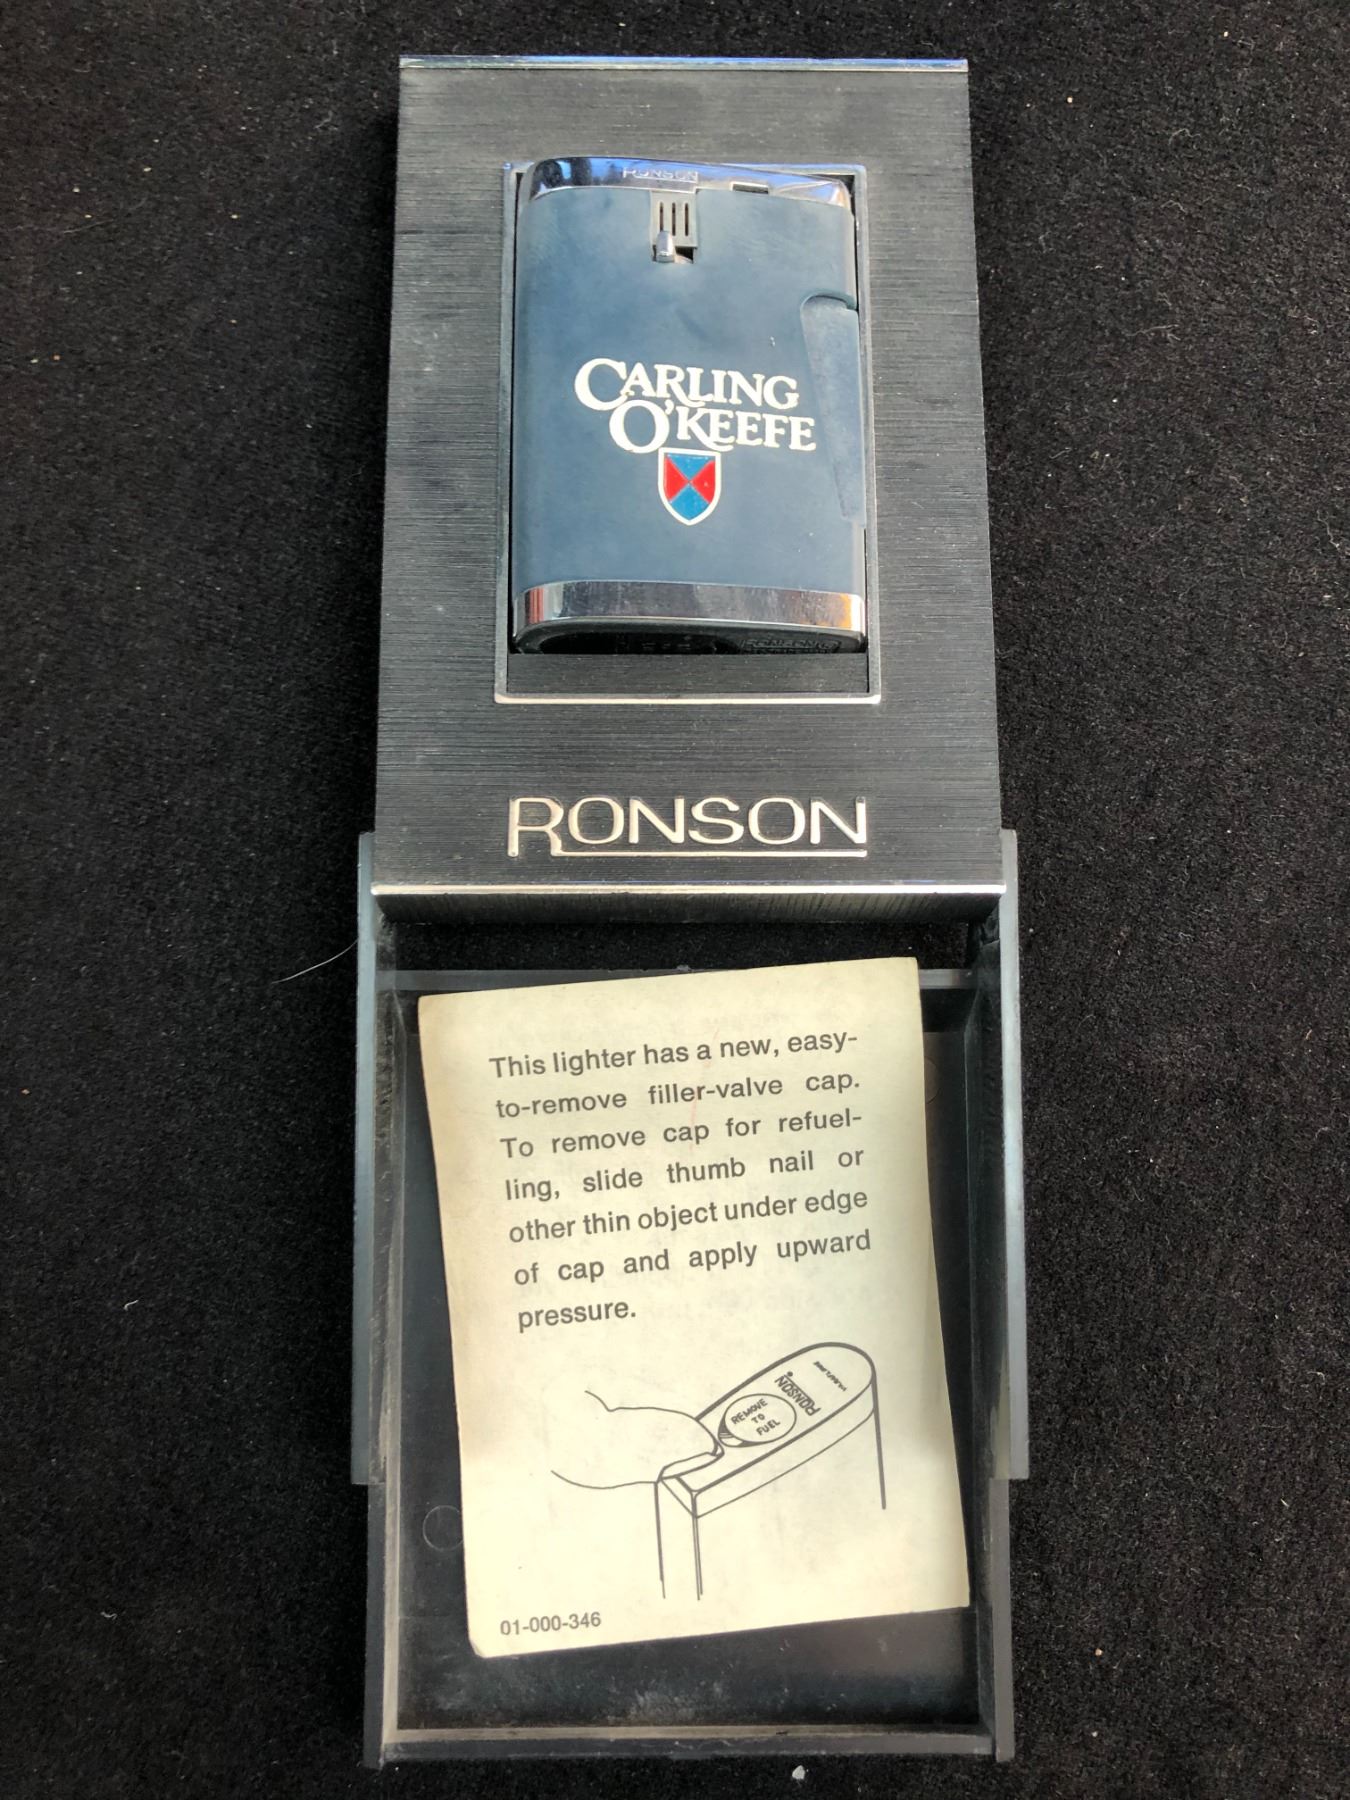 RONSON
CARLING
O'KEEFE
RONSON
This lighter has a new, easy-
to-remove filler-valve cap.
To remove cap for refuel-
ling, slide thumb nail or
other thin object under edge
of cap and apply upward
pressure.
VARAFLAME
RONSON
REMOVE
TO
FUEL
01-000-346